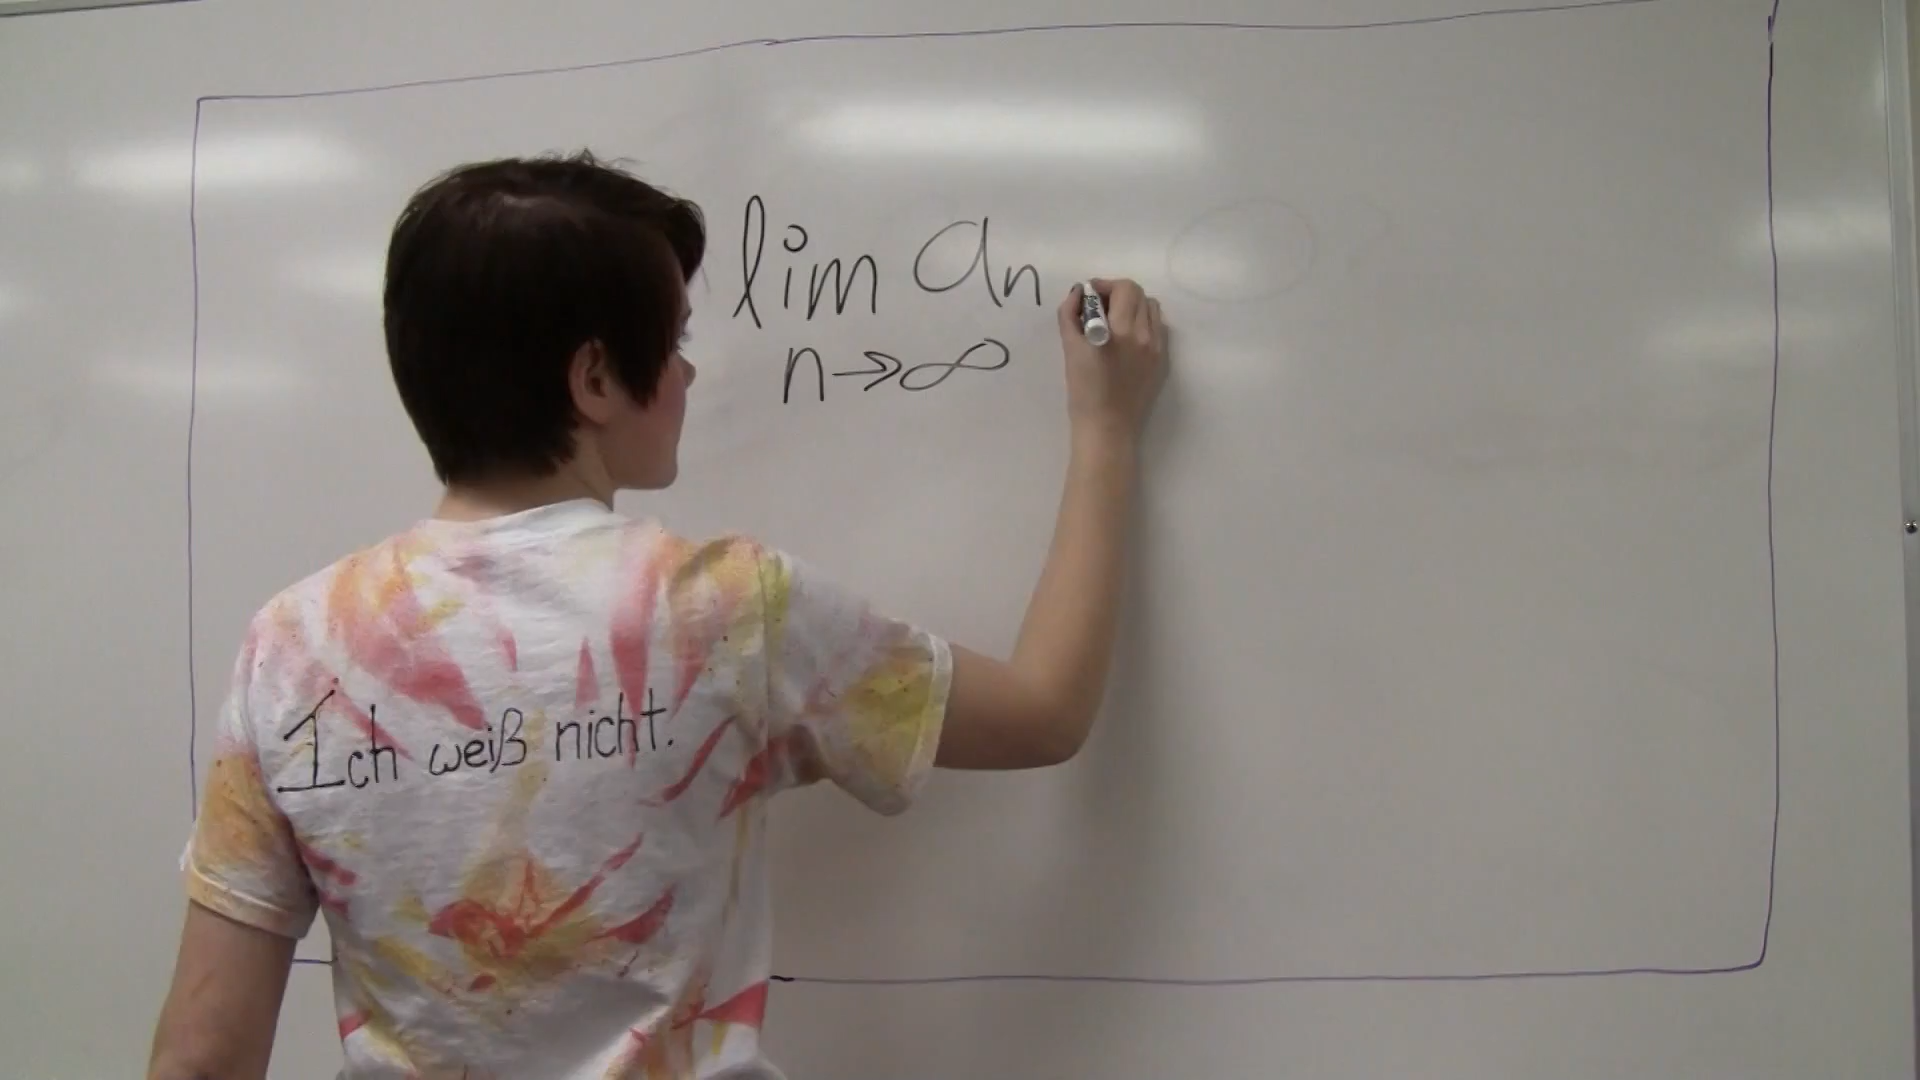 lim aₙ
n→∞
Ich weiß nicht.